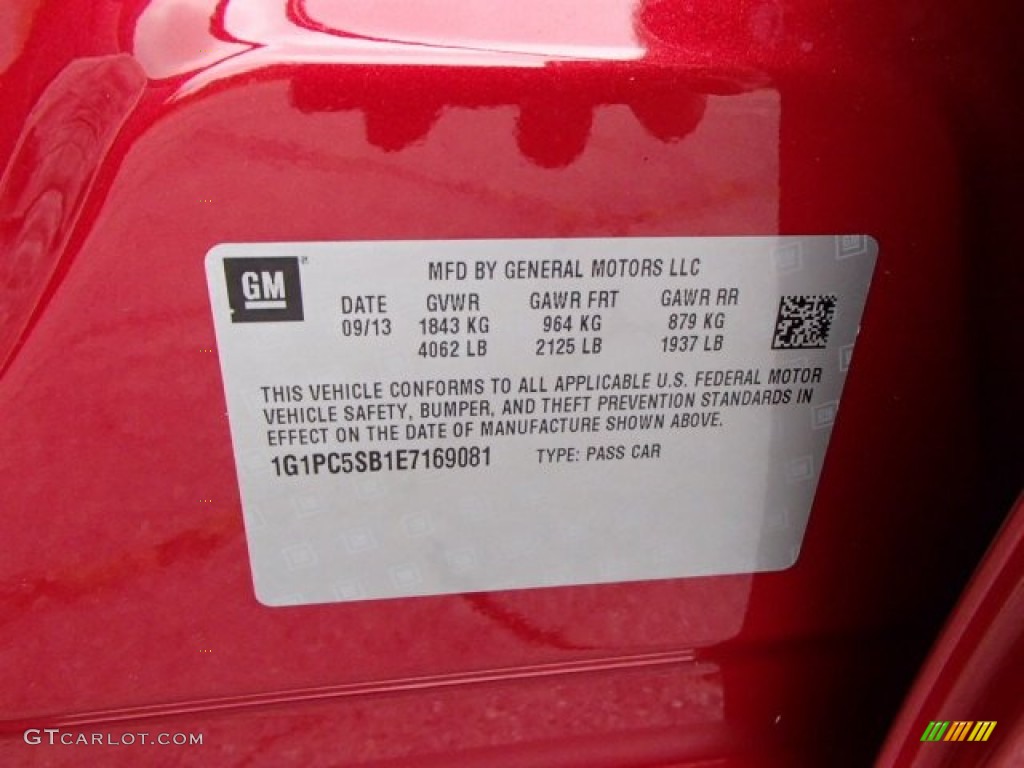 GM
MFD BY GENERAL MOTORS LLC
DATE GVWR GAWR FRT GAWR RR
09/13 1843 KG 964 KG 879 KG
4062 LB 2125 LB 1937 LB
THIS VEHICLE CONFORMS TO ALL APPLICABLE U.S. FEDERAL MOTOR
VEHICLE SAFETY, BUMPER, AND THEFT PREVENTION STANDARDS IN
EFFECT ON THE DATE OF MANUFACTURE SHOWN ABOVE.
1G1PC5SB1E7169081 TYPE: PASS CAR
GTCARLOT.COM